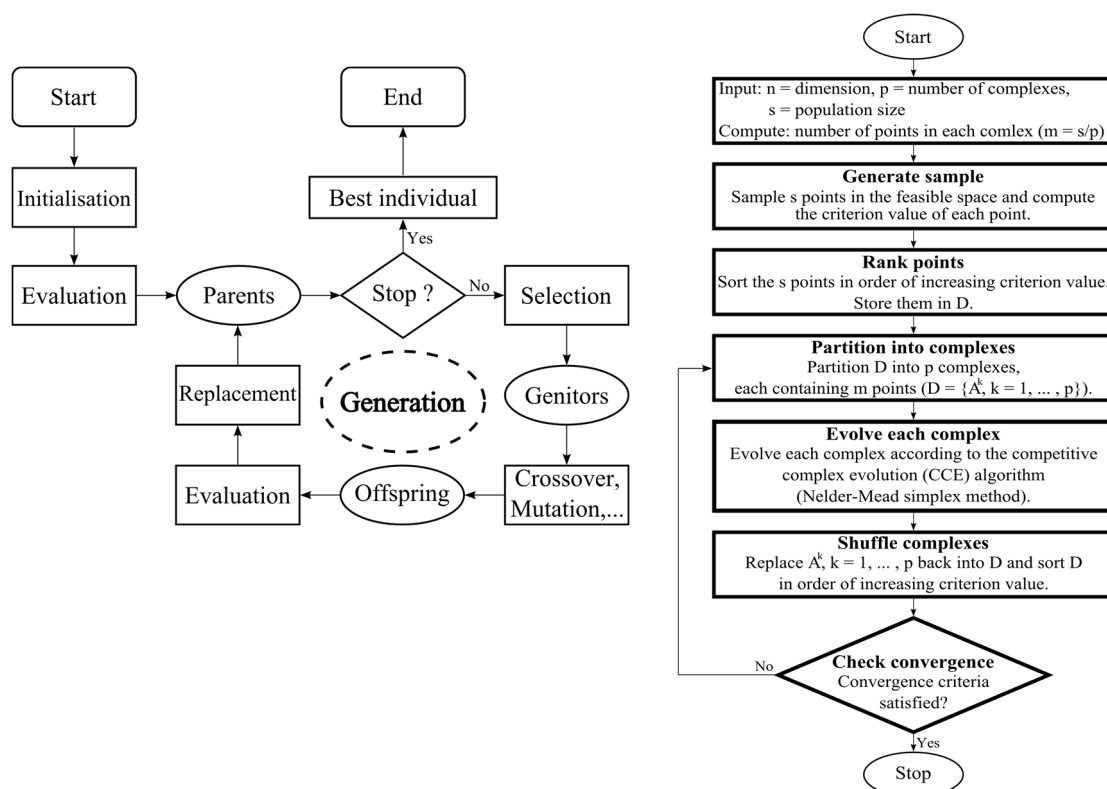 Start
Initialisation
Evaluation
Parents
Stop ?
Yes
Best individual
End
No
Selection
Genitors
Crossover,
Mutation,...
Offspring
Evaluation
Replacement
Generation
Start
Input: n = dimension, p = number of complexes,
s = population size
Compute: number of points in each comlex (m = s/p)
Generate sample
Sample s points in the feasible space and compute
the criterion value of each point.
Rank points
Sort the s points in order of increasing criterion value.
Store them in D.
Partition into complexes
Partition D into p complexes,
each containing m points (D = {Aᵏ, k = 1, ... , p}).
Evolve each complex
Evolve each complex according to the competitive
complex evolution (CCE) algorithm
(Nelder-Mead simplex method).
Shuffle complexes
Replace Aᵏ, k = 1, ... , p back into D and sort D
in order of increasing criterion value.
Check convergence
Convergence criteria
satisfied?
No
Yes
Stop